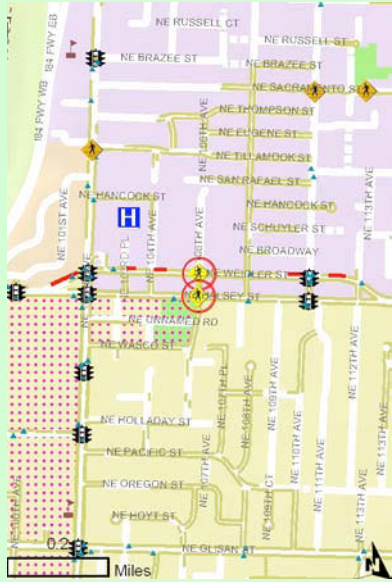 NE RUSSELL CT
NE RUSSELL ST
I84 FWY EB
NE BRAZEE ST
NE BRAZEE ST
NE SACRAMENTO ST
I84 FWY WB
NE THOMPSON ST
NE 106TH AVE
NE EUGENE ST
NE TILLAMOOK ST
NE SAN RAFAEL ST
NE HANCOCK ST
NE HANCOCK ST
H
NE 101ST AVE
NE 104TH AVE
NE 113TH AVE
NE SCHUYLER ST
NE BROADWAY
NE WEIDLER ST
HALSEY ST
NE UNNAMED RD
NE WASCO ST
NE 107TH PL
NE 108TH AVE
NE 109TH AVE
NE 112TH AVE
NE HOLLADAY ST
NE PACIFIC ST
NE 107TH AVE
NE 110TH AVE
NE 111TH AVE
NE 113TH AVE
NE OREGON ST
NE 109TH CT
NE HOYT ST
NE GLISAN ST
0.2
Miles
N